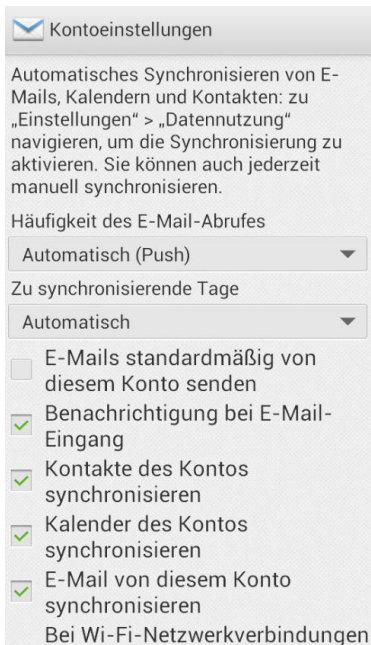 Kontoeinstellungen
Automatisches Synchronisieren von E-
Mails, Kalendern und Kontakten: zu
„Einstellungen“ > „Datennutzung“
navigieren, um die Synchronisierung zu
aktivieren. Sie können auch jederzeit
manuell synchronisieren.
Häufigkeit des E-Mail-Abrufes
Automatisch (Push)
Zu synchronisierende Tage
Automatisch
E-Mails standardmäßig von
diesem Konto senden
Benachrichtigung bei E-Mail-
Eingang
Kontakte des Kontos
synchronisieren
Kalender des Kontos
synchronisieren
E-Mail von diesem Konto
synchronisieren
Bei Wi-Fi-Netzwerkverbindungen